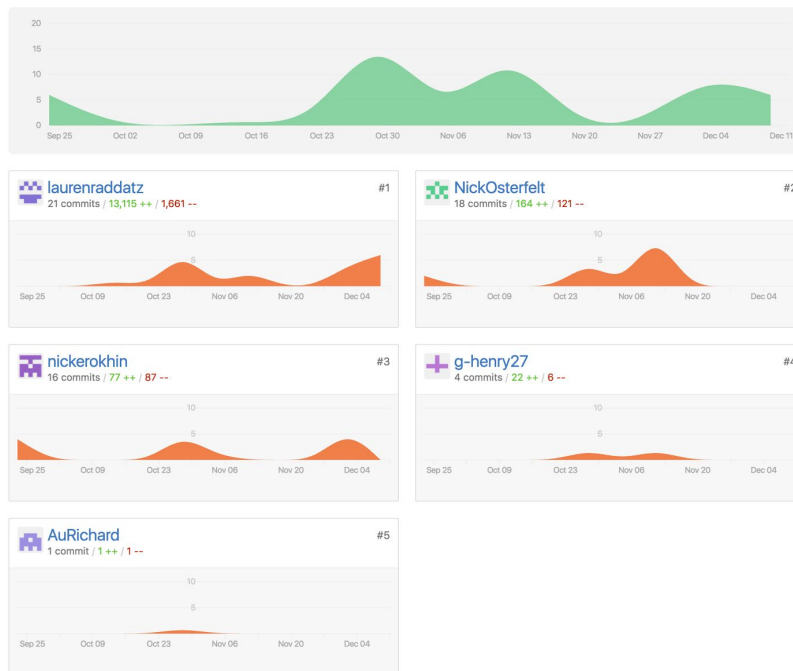 20
15
10
5
0
Sep 25 Oct 02 Oct 09 Oct 16 Oct 23 Oct 30 Nov 06 Nov 13 Nov 20 Nov 27 Dec 04 Dec 11
laurenraddatz #1
21 commits / 13,115 ++ / 1,661 --
10
5
Sep 25 Oct 09 Oct 23 Nov 06 Nov 20 Dec 04
NickOsterfelt #2
18 commits / 164 ++ / 121 --
10
5
Sep 25 Oct 09 Oct 23 Nov 06 Nov 20 Dec 04
nickerokhin #3
16 commits / 77 ++ / 87 --
10
5
Sep 25 Oct 09 Oct 23 Nov 06 Nov 20 Dec 04
g-henry27 #4
4 commits / 22 ++ / 6 --
10
5
Sep 25 Oct 09 Oct 23 Nov 06 Nov 20 Dec 04
AuRichard #5
1 commit / 1 ++ / 1 --
10
5
Sep 25 Oct 09 Oct 23 Nov 06 Nov 20 Dec 04